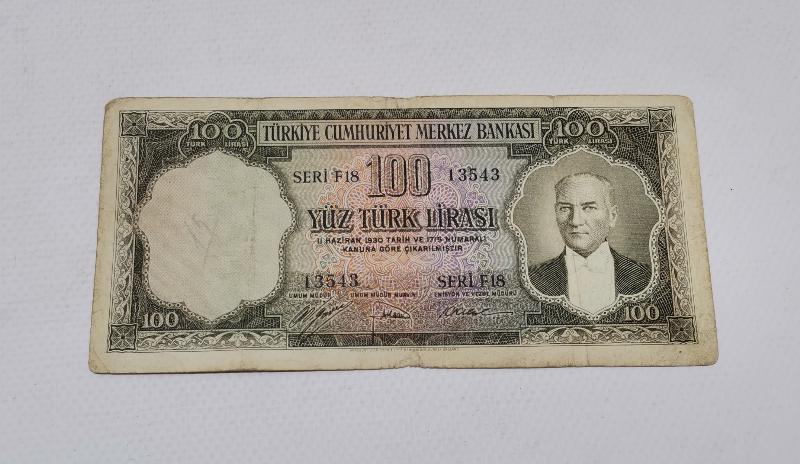 100 TÜRKİYE CUMHURİYET MERKEZ BANKASI 100
TÜRK LİRASI TÜRK LİRASI
SERİ F18 100 13543
YÜZ TÜRK LİRASI
11 HAZİRAN 1930 TARİH VE 1715 NUMARALI
KANUNA GÖRE ÇIKARILMIŞTIR
13543 SERİ F18
UMUM MÜDÜR UMUM MÜDÜR MUAVİNİ EMİSYON VE VEZNE MÜDÜRÜ
100 100